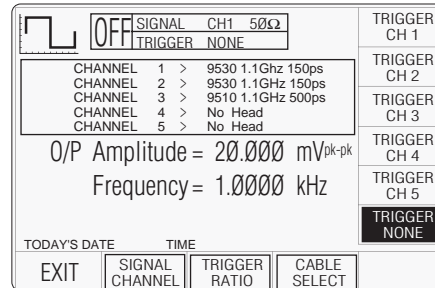 OFF
SIGNAL CH1 5ØΩ
TRIGGER NONE
CHANNEL 1 > 9530 1.1Ghz 150ps
CHANNEL 2 > 9530 1.1GHz 150ps
CHANNEL 3 > 9510 1.1GHz 500ps
CHANNEL 4 > No Head
CHANNEL 5 > No Head
O/P Amplitude = 2Ø.ØØØ mVpk-pk
Frequency = 1.ØØØØ kHz
TODAY'S DATE TIME
EXIT
SIGNAL
CHANNEL
TRIGGER
RATIO
CABLE
SELECT
TRIGGER
CH 1
TRIGGER
CH 2
TRIGGER
CH 3
TRIGGER
CH 4
TRIGGER
CH 5
TRIGGER
NONE